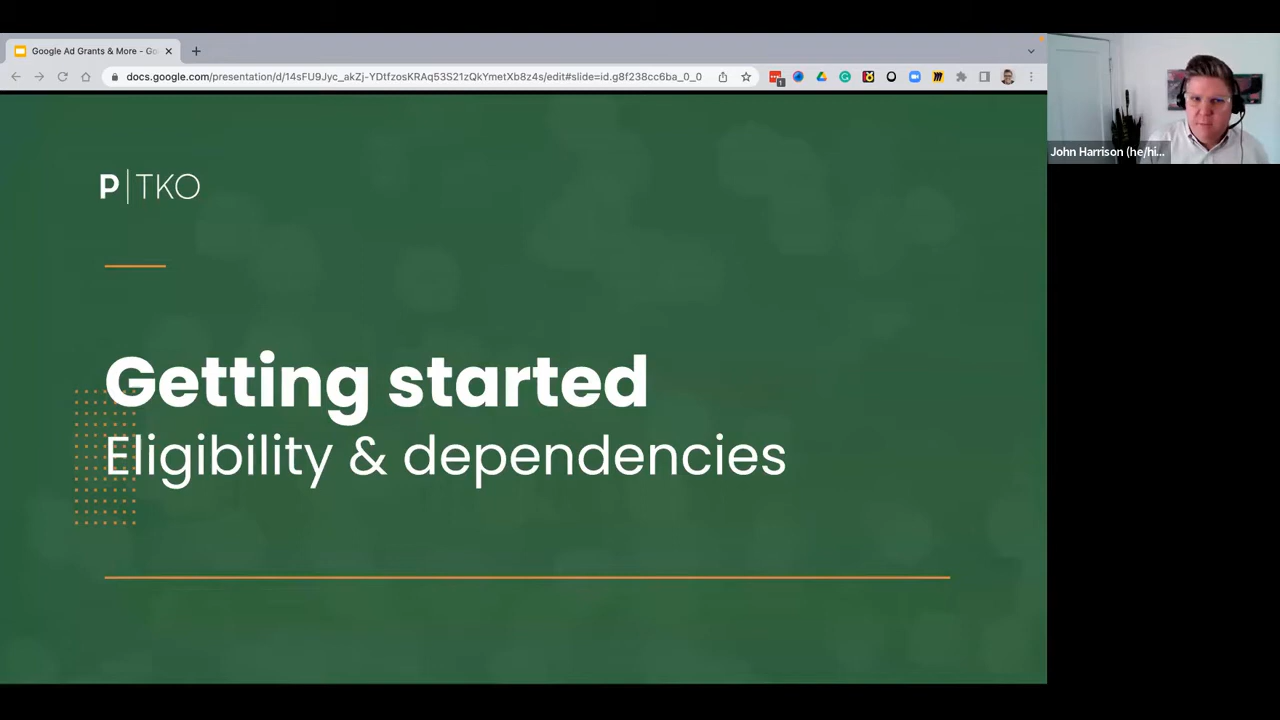 Google Ad Grants & More - Go
docs.google.com/presentation/d/14sFU9Jyc_akZj-YDtfzosKRAq53S21zQkYmetXb8z4s/edit#slide=id.g8f238cc6ba_0_0
1
John Harrison (he/hi...
P|TKO
Getting started
Eligibility & dependencies